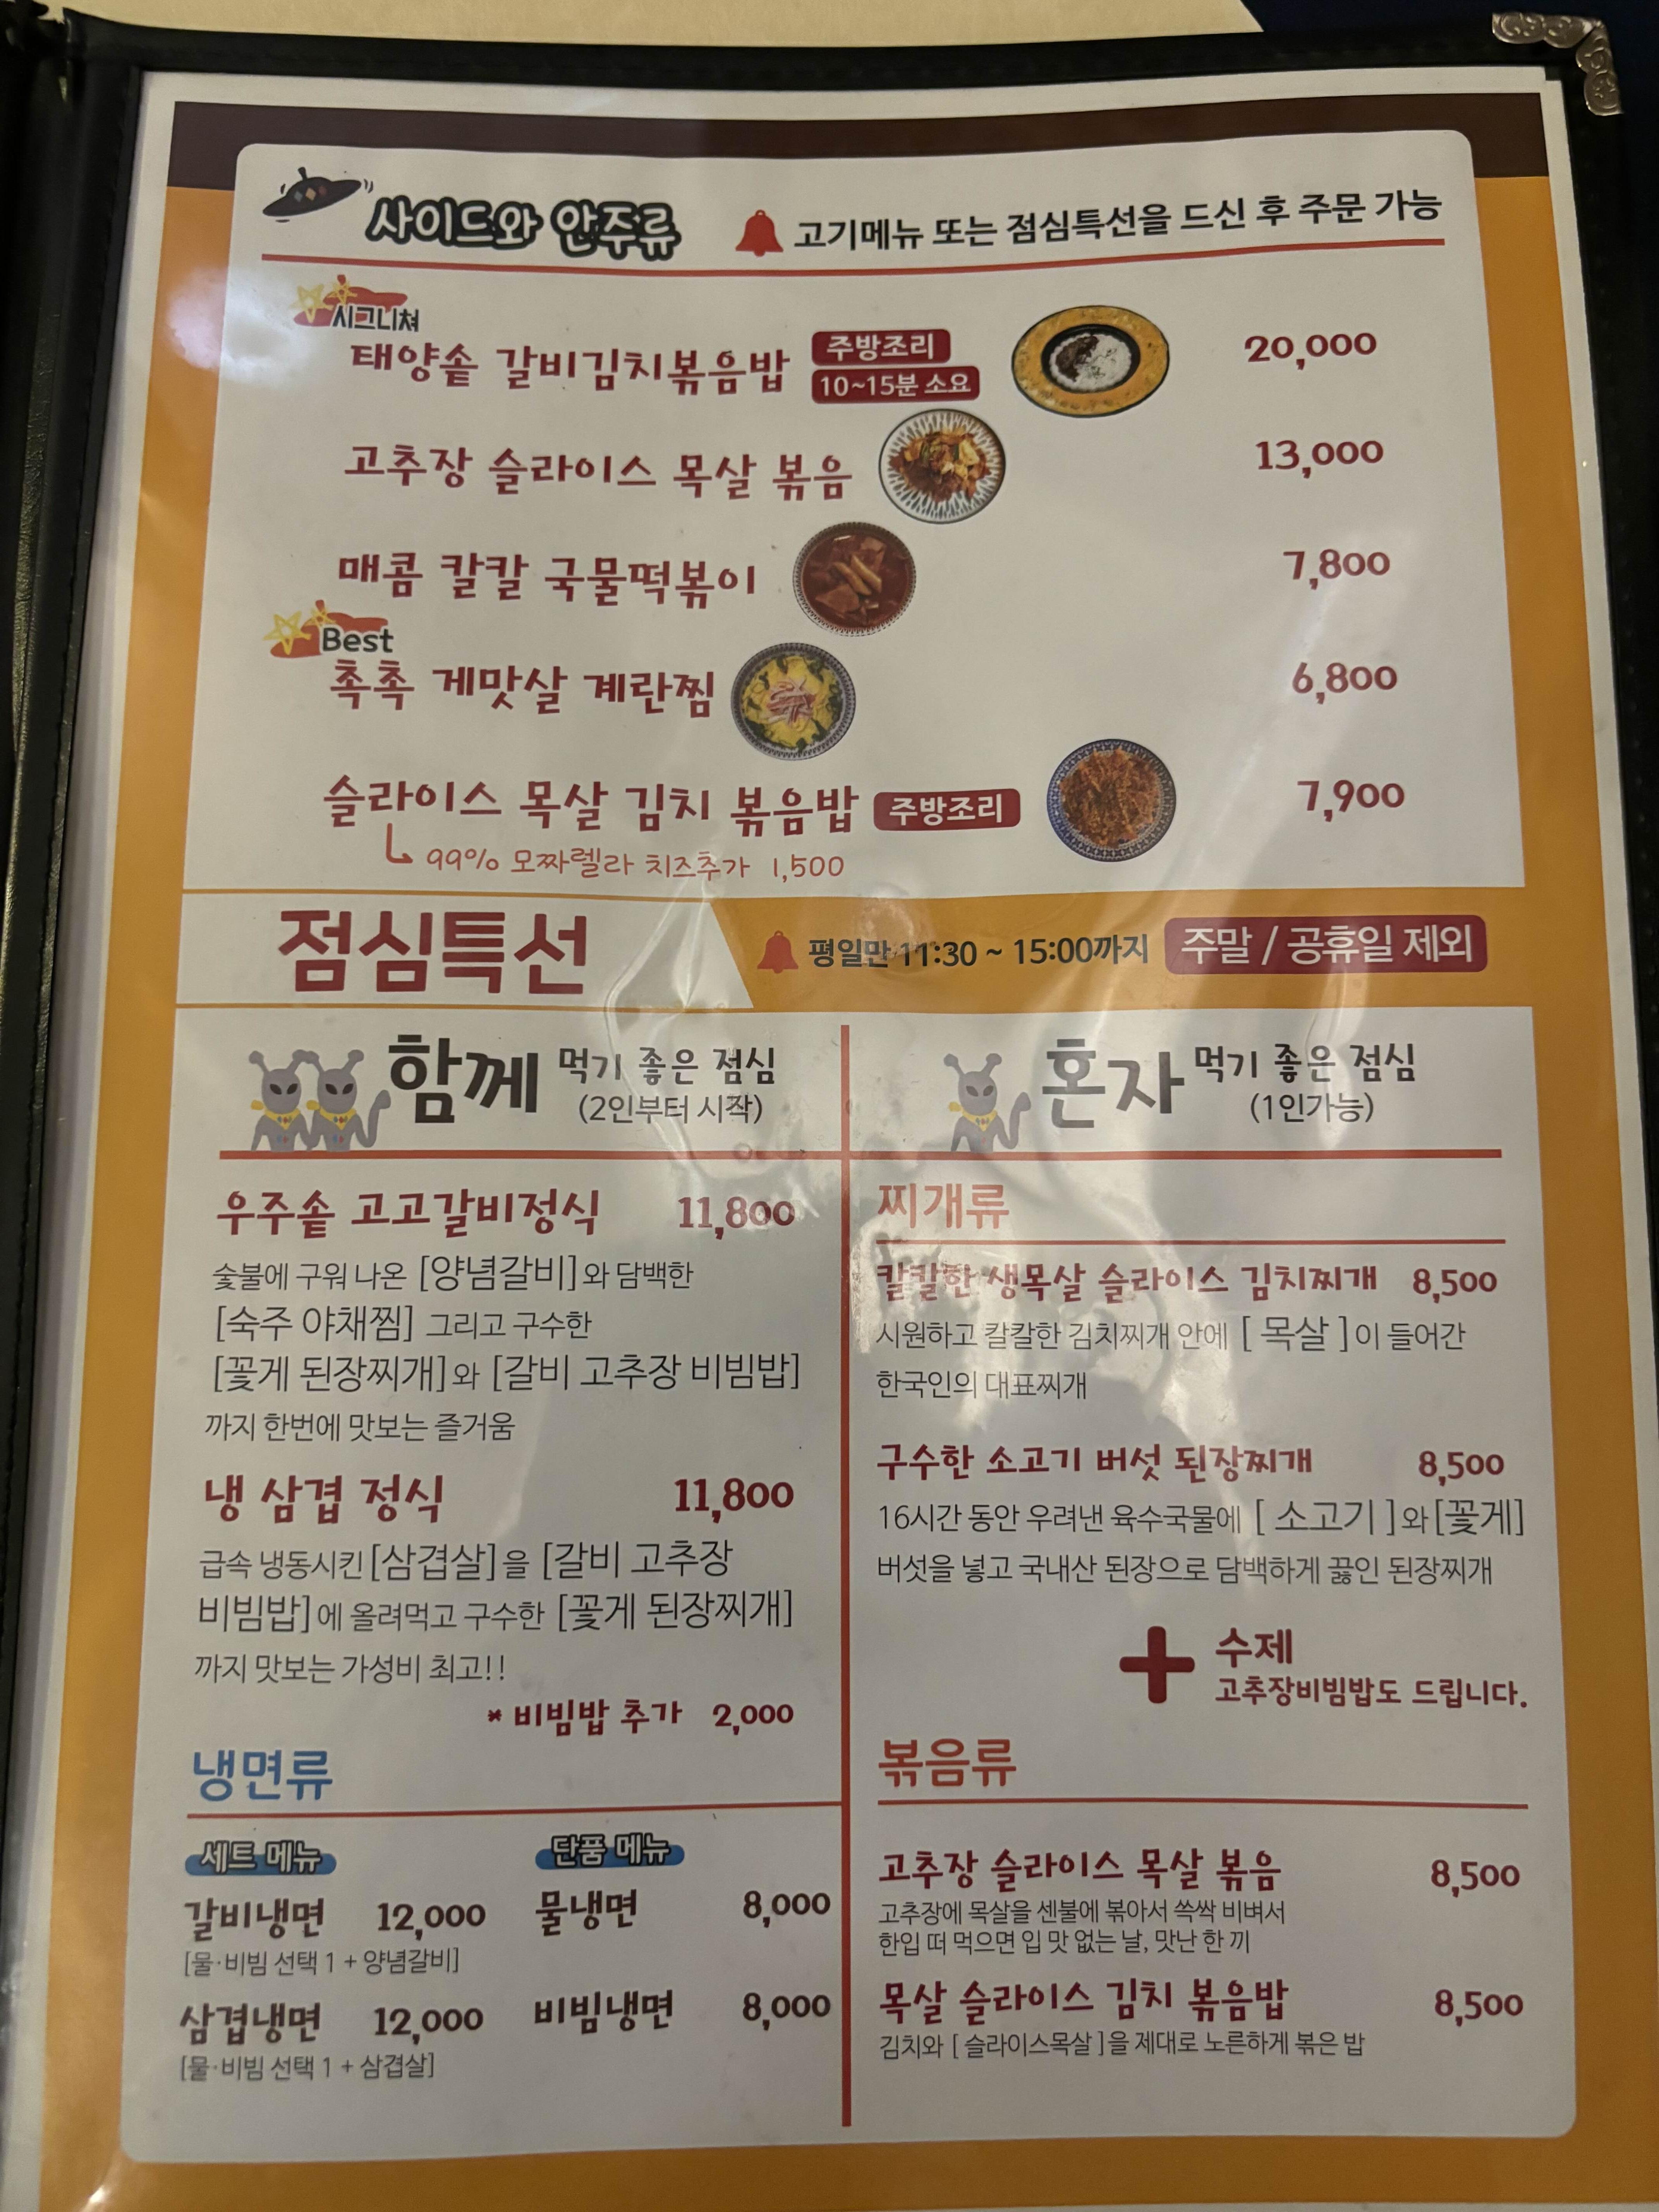 사이드와 안주류
고기메뉴 또는 점심특선을 드신 후 주문 가능
시그니쳐
태양솥 갈비김치볶음밥 주방조리 20,000
10~15분 소요
고추장 슬라이스 목살 볶음 13,000
매콤 칼칼 국물떡볶이 7,800
Best
촉촉 게맛살 계란찜 6,800
슬라이스 목살 김치 볶음밥 주방조리 7,900
99% 모짜렐라 치즈추가 1,500
점심특선
평일만 11:30 ~ 15:00까지 주말 / 공휴일 제외
함께 먹기 좋은 점심
(2인부터 시작)
우주솥 고고갈비정식 11,800
숯불에 구워 나온 [양념갈비]와 담백한
[숙주 야채찜] 그리고 구수한
[꽃게 된장찌개]와 [갈비 고추장 비빔밥]
까지 한번에 맛보는 즐거움
냉 삼겹 정식 11,800
급속 냉동시킨 [삼겹살]을 [갈비 고추장
비빔밥]에 올려먹고 구수한 [꽃게 된장찌개]
까지 맛보는 가성비 최고!!
* 비빔밥 추가 2,000
냉면류
세트 메뉴 단품 메뉴
갈비냉면 12,000 물냉면 8,000
[물·비빔 선택 1 + 양념갈비]
삼겹냉면 12,000 비빔냉면 8,000
[물·비빔 선택 1 + 삼겹살]
혼자 먹기 좋은 점심
(1인가능)
찌개류
칼칼한 생목살 슬라이스 김치찌개 8,500
시원하고 칼칼한 김치찌개 안에 [ 목살 ]이 들어간
한국인의 대표찌개
구수한 소고기 버섯 된장찌개 8,500
16시간 동안 우려낸 육수국물에 [ 소고기 ]와[꽃게]
버섯을 넣고 국내산 된장으로 담백하게 끓인 된장찌개
+ 수제
고추장비빔밥도 드립니다.
볶음류
고추장 슬라이스 목살 볶음 8,500
고추장에 목살을 센불에 볶아서 쓱싹 비벼서
한입 떠 먹으면 입 맛 없는 날, 맛난 한 끼
목살 슬라이스 김치 볶음밥 8,500
김치와 [ 슬라이스목살 ]을 제대로 노른하게 볶은 밥